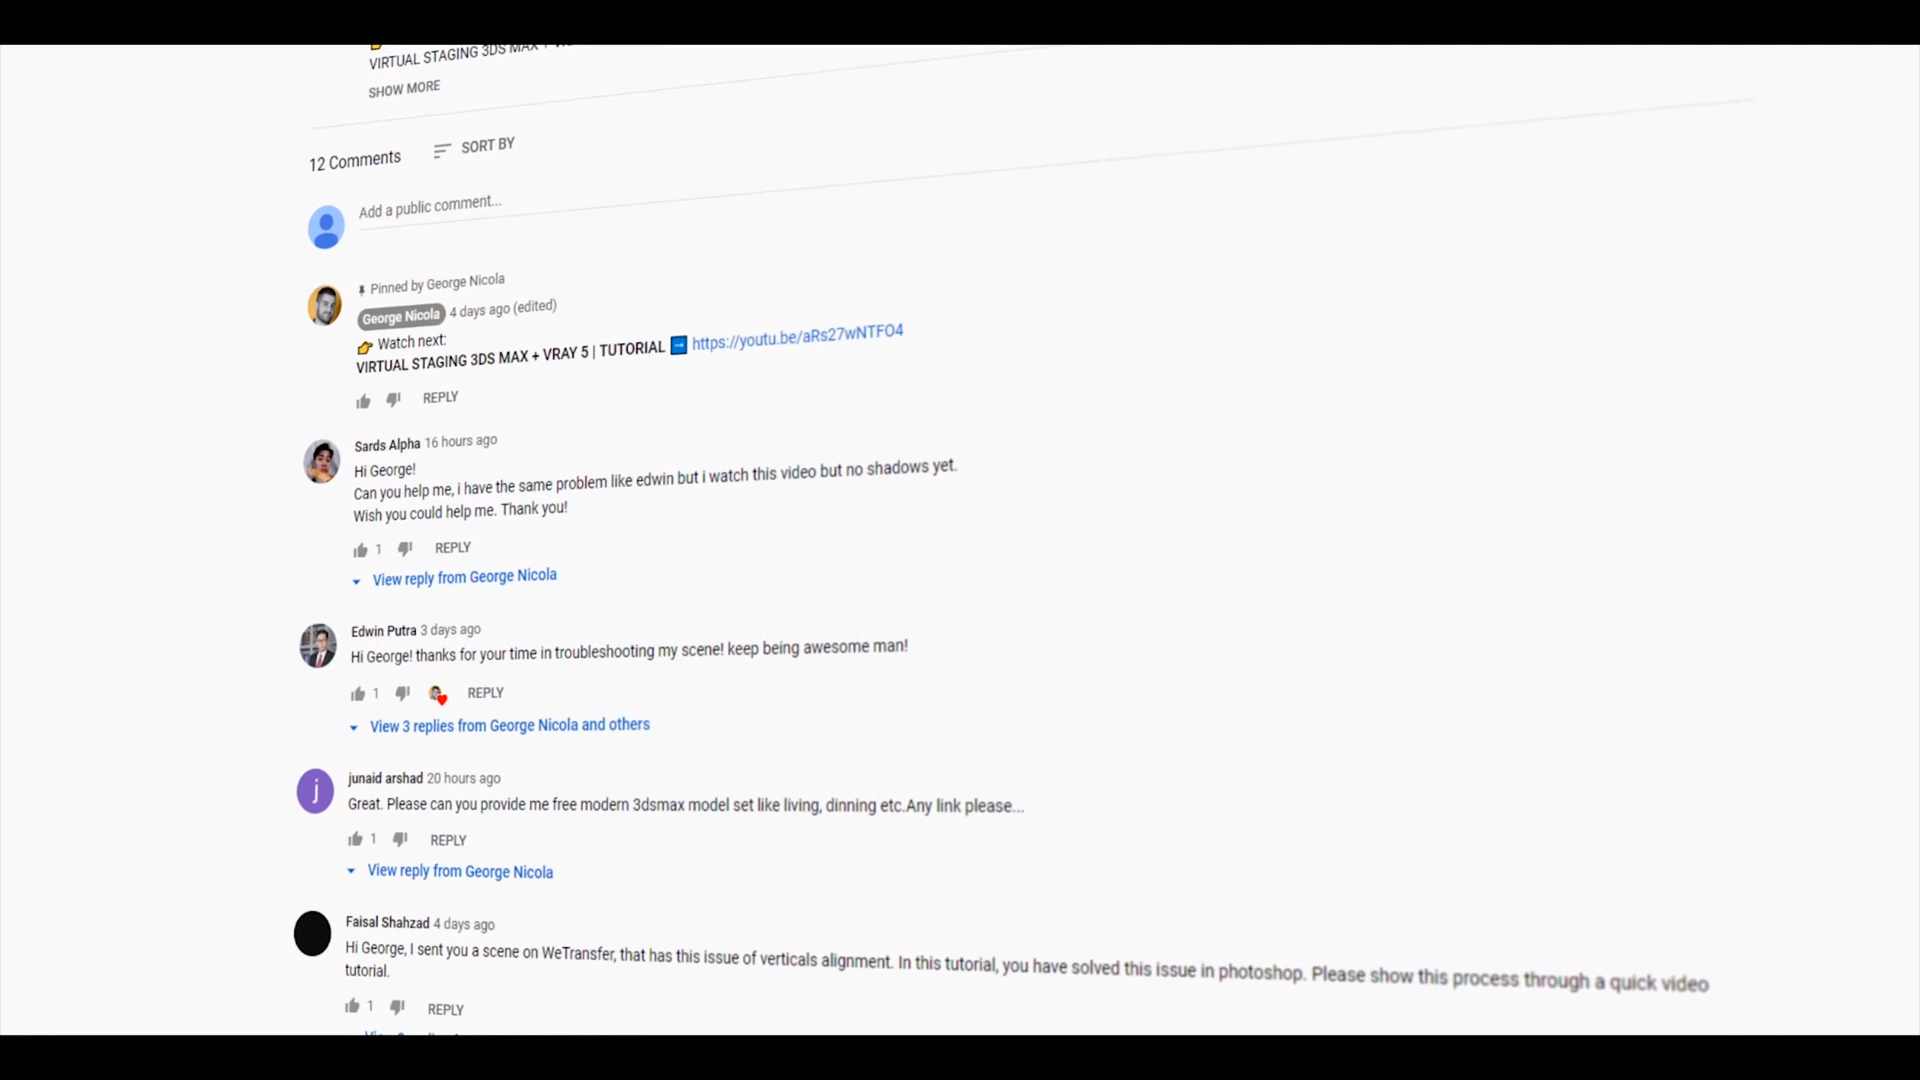 VIRTUAL STAGING 3DS MAX +
SHOW MORE
12 Comments
SORT BY
Add a public comment...
Pinned by George Nicola
George Nicola 4 days ago (edited)
👉 Watch next:
VIRTUAL STAGING 3DS MAX + VRAY 5 | TUTORIAL ➡ https://youtu.be/aRs27wNTFO4
REPLY
Sards Alpha 16 hours ago
Hi George!
Can you help me, i have the same problem like edwin but i watch this video but no shadows yet.
Wish you could help me. Thank you!
1 REPLY
View reply from George Nicola
Edwin Putra 3 days ago
Hi George! thanks for your time in troubleshooting my scene! keep being awesome man!
1 REPLY
View 3 replies from George Nicola and others
j
junaid arshad 20 hours ago
Great. Please can you provide me free modern 3dsmax model set like living, dinning etc.Any link please...
1 REPLY
View reply from George Nicola
Faisal Shahzad 4 days ago
Hi George, I sent you a scene on WeTransfer, that has this issue of verticals alignment. In this tutorial, you have solved this issue in photoshop. Please show this process through a quick video
tutorial.
1 REPLY